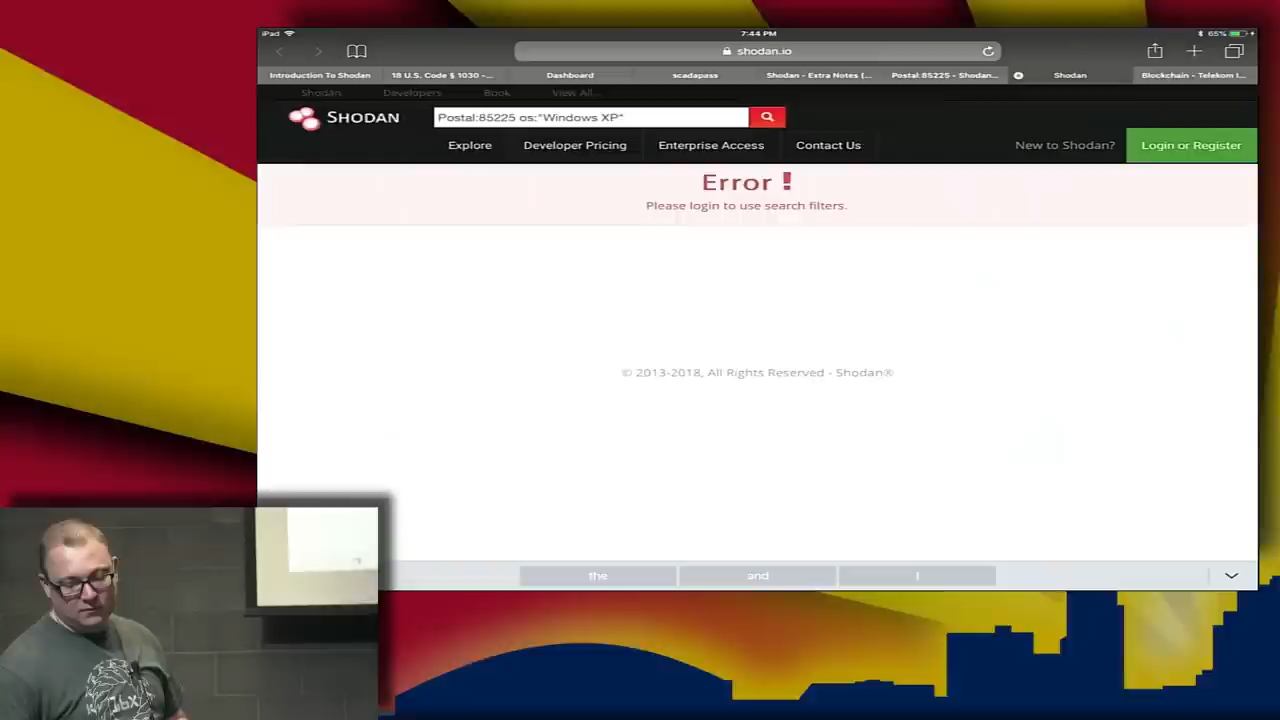 iPad 7:44 PM 65%
shodan.io
Introduction To Shodan 18 U.S. Code § 1030 -... Dashboard scadapass Shodan - Extra Notes (... Postal:85225 - Shodan... Shodan Blockchain - Telekom I...
Shodan Developers Book View All...
SHODAN Postal:85225 os:"Windows XP"
Explore Developer Pricing Enterprise Access Contact Us New to Shodan? Login or Register
Error !
Please login to use search filters.
© 2013-2018, All Rights Reserved - Shodan®
the and I